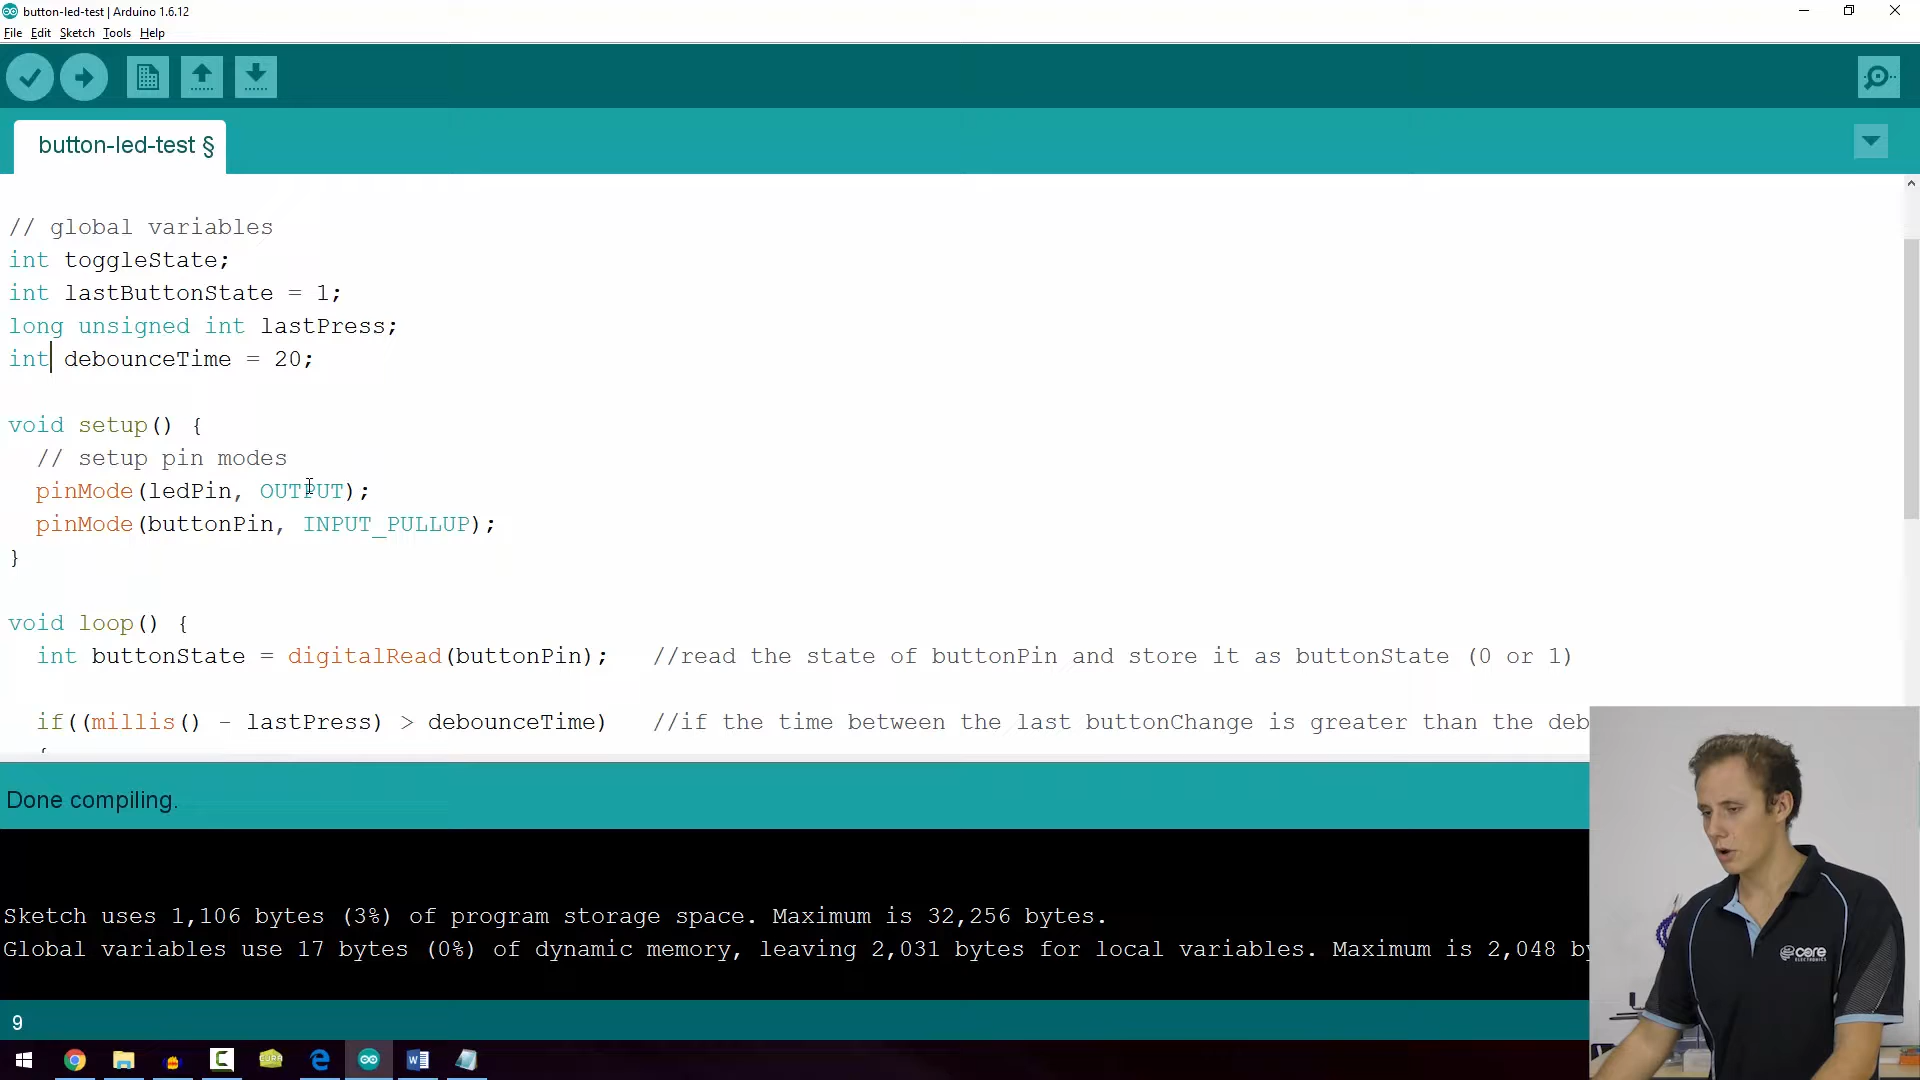 button-led-test | Arduino 1.6.12
File Edit Sketch Tools Help
button-led-test §
// global variables
int toggleState;
int lastButtonState = 1;
long unsigned int lastPress;
int debounceTime = 20;
void setup() {
// setup pin modes
pinMode(ledPin, OUTPUT);
pinMode(buttonPin, INPUT_PULLUP);
}
void loop() {
int buttonState = digitalRead(buttonPin); //read the state of buttonPin and store it as buttonState (0 or 1)
if((millis() - lastPress) > debounceTime) //if the time between the last buttonChange is greater than the deb
{
Done compiling.
Sketch uses 1,106 bytes (3%) of program storage space. Maximum is 32,256 bytes.
Global variables use 17 bytes (0%) of dynamic memory, leaving 2,031 bytes for local variables. Maximum is 2,048 by
9
core
ELECTRONICS
CURA